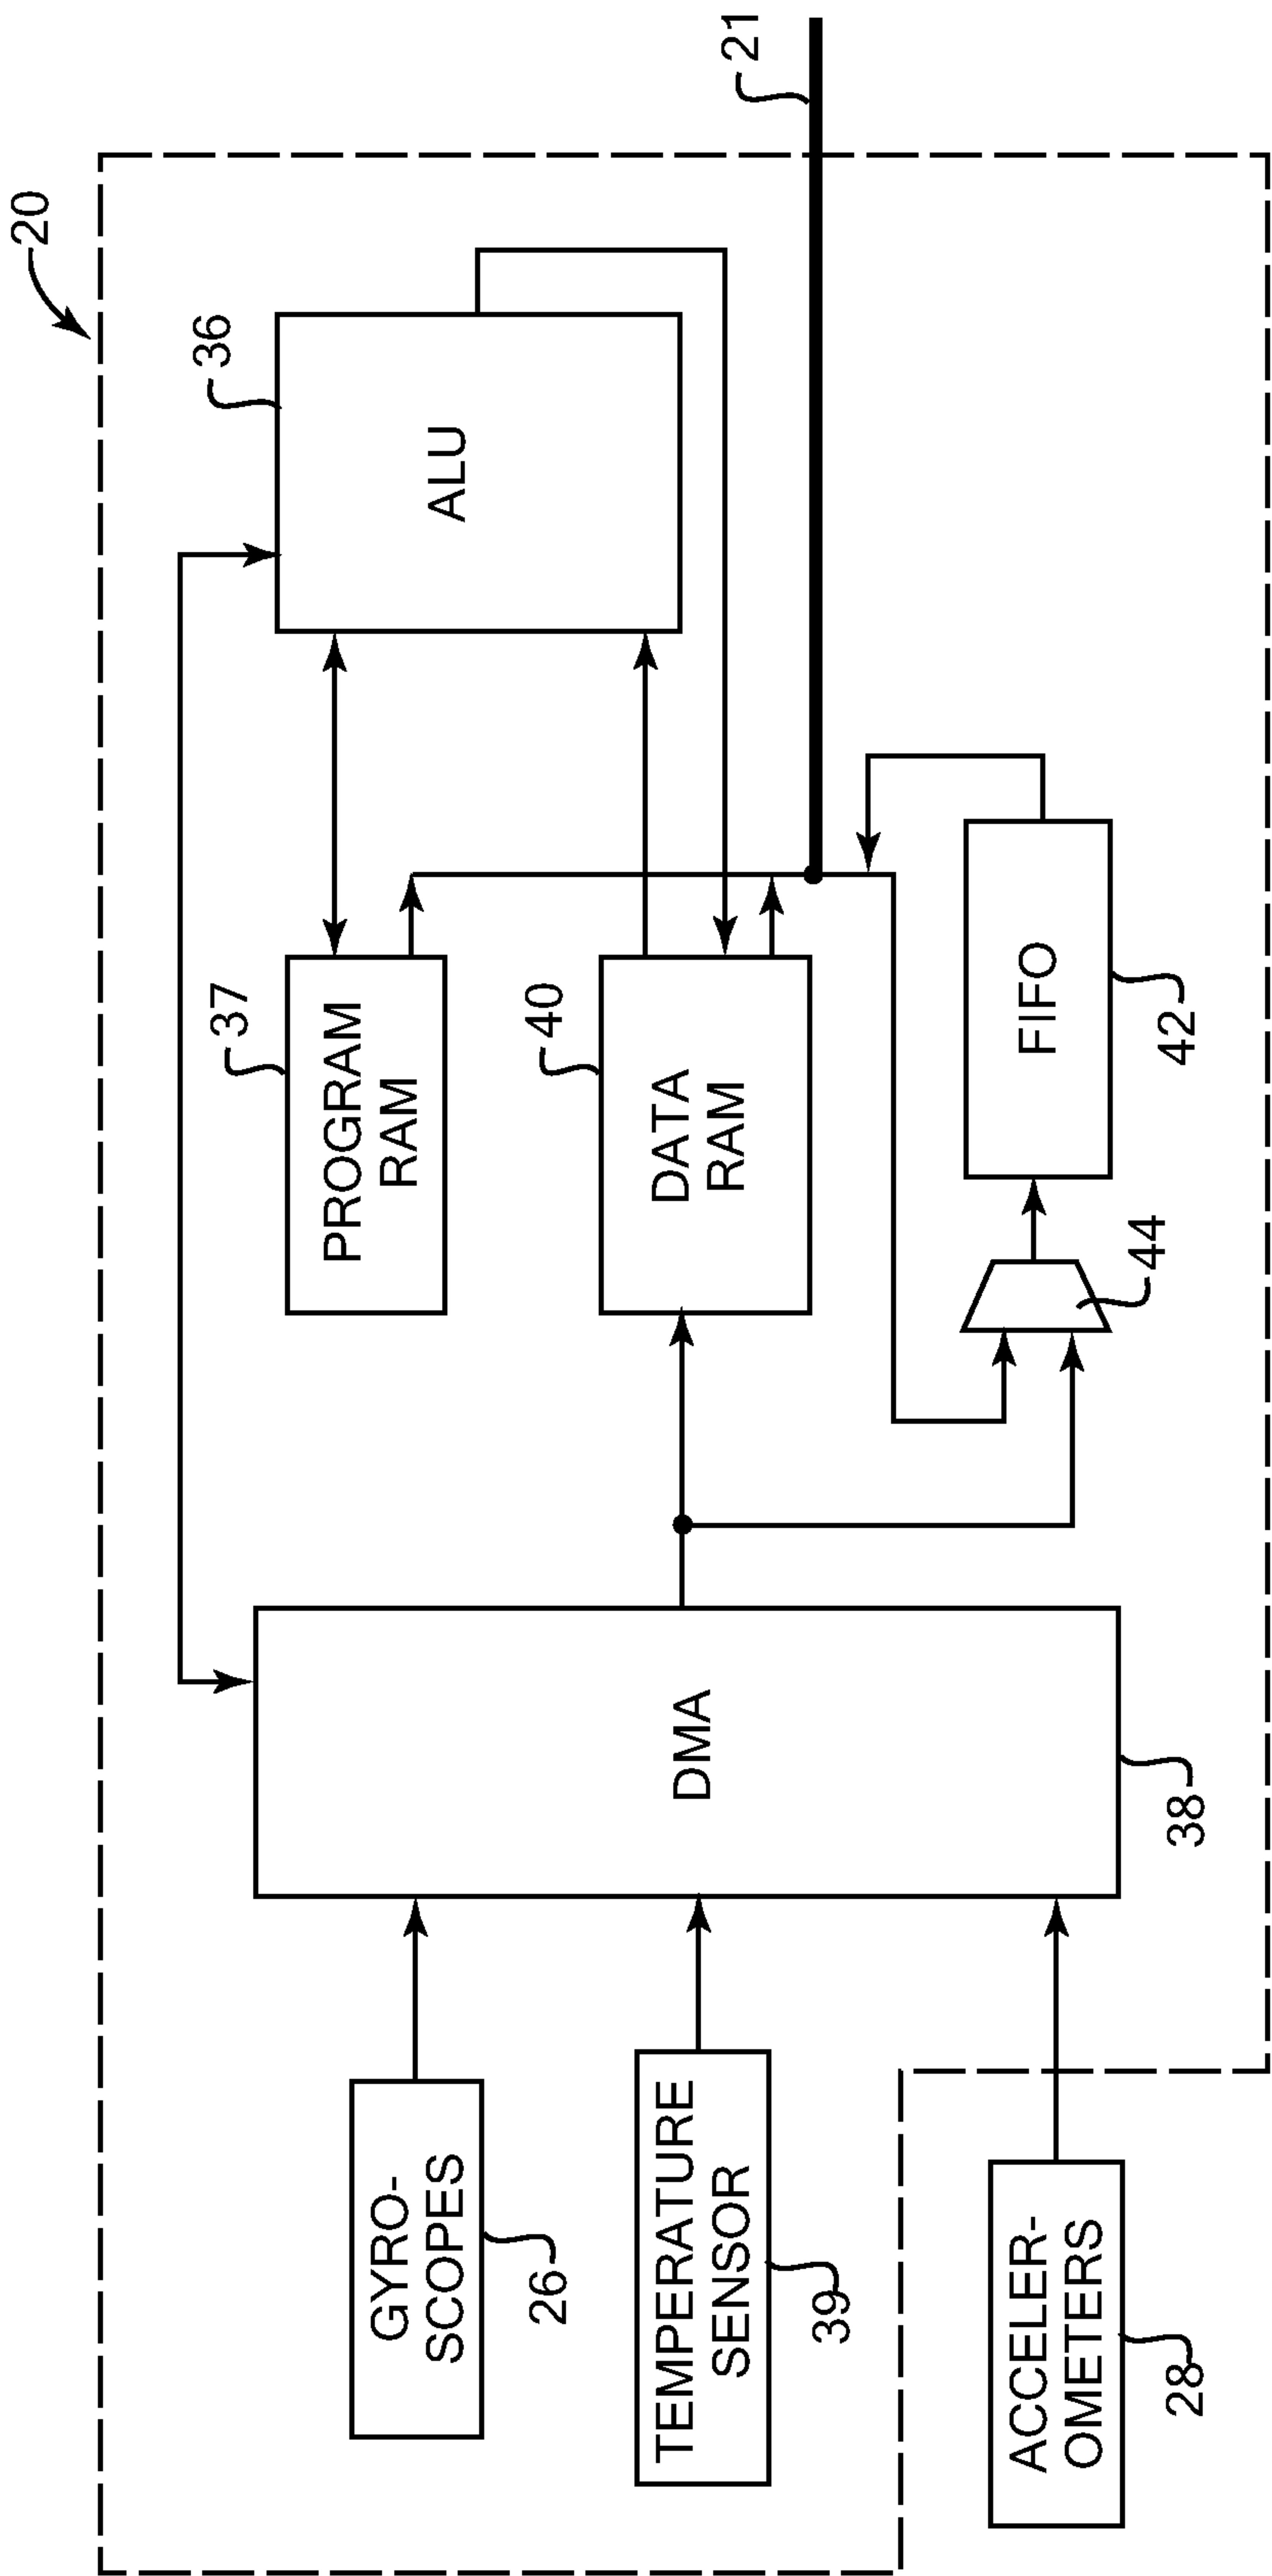 20
GYRO-
SCOPES
26
TEMPERATURE
SENSOR
39
ACCELER-
OMETERS
28
DMA
38
PROGRAM
RAM
37
DATA
RAM
40
44
FIFO
42
ALU
36
21